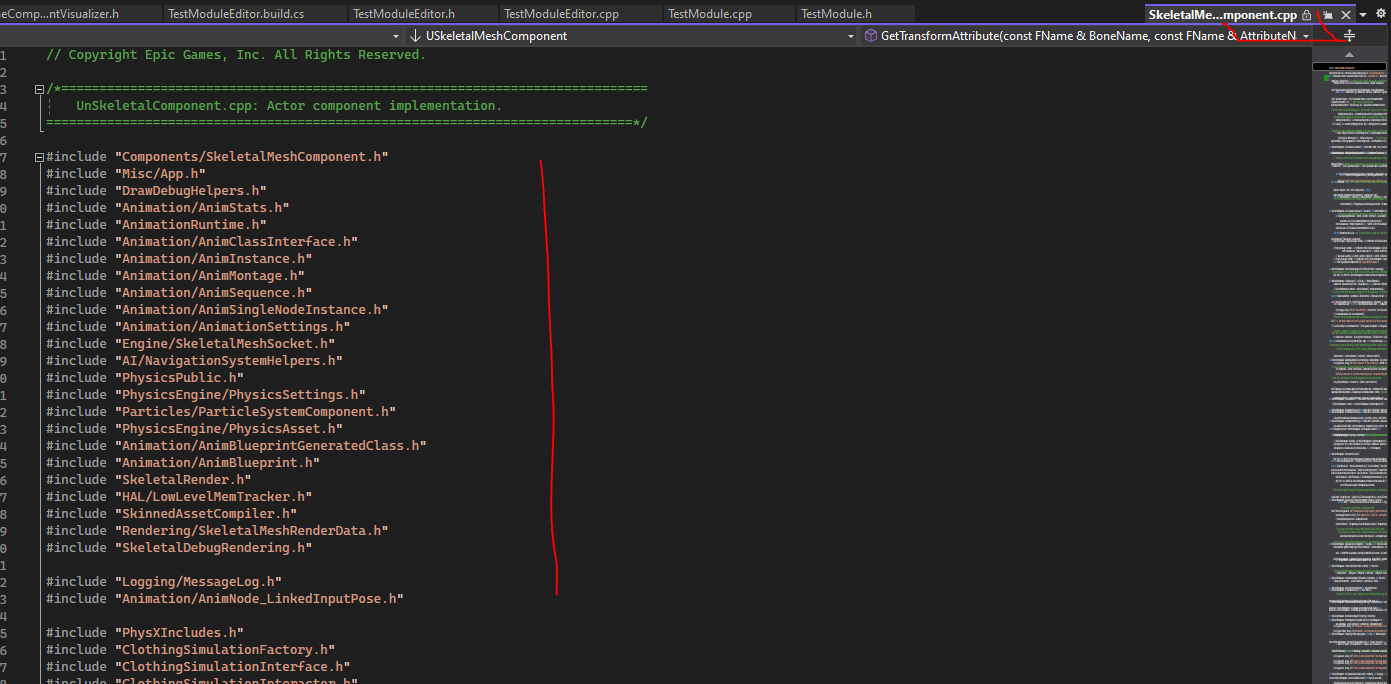 eComp...ntVisualizer.h TestModuleEditor.build.cs TestModuleEditor.h TestModuleEditor.cpp TestModule.cpp TestModule.h SkeletalMe...mponent.cpp
USkeletalMeshComponent GetTransformAttribute(const FName & BoneName, const FName & AttributeN
1 // Copyright Epic Games, Inc. All Rights Reserved.
2
3 /*=============================================================================
4 UnSkeletalComponent.cpp: Actor component implementation.
5 =============================================================================*/
6
7 #include "Components/SkeletalMeshComponent.h"
8 #include "Misc/App.h"
9 #include "DrawDebugHelpers.h"
0 #include "Animation/AnimStats.h"
1 #include "AnimationRuntime.h"
2 #include "Animation/AnimClassInterface.h"
3 #include "Animation/AnimInstance.h"
4 #include "Animation/AnimMontage.h"
5 #include "Animation/AnimSequence.h"
6 #include "Animation/AnimSingleNodeInstance.h"
7 #include "Animation/AnimationSettings.h"
8 #include "Engine/SkeletalMeshSocket.h"
9 #include "AI/NavigationSystemHelpers.h"
0 #include "PhysicsPublic.h"
1 #include "PhysicsEngine/PhysicsSettings.h"
2 #include "Particles/ParticleSystemComponent.h"
3 #include "PhysicsEngine/PhysicsAsset.h"
4 #include "Animation/AnimBlueprintGeneratedClass.h"
5 #include "Animation/AnimBlueprint.h"
6 #include "SkeletalRender.h"
7 #include "HAL/LowLevelMemTracker.h"
8 #include "SkinnedAssetCompiler.h"
9 #include "Rendering/SkeletalMeshRenderData.h"
0 #include "SkeletalDebugRendering.h"
1
2 #include "Logging/MessageLog.h"
3 #include "Animation/AnimNode_LinkedInputPose.h"
4
5 #include "PhysXIncludes.h"
6 #include "ClothingSimulationFactory.h"
7 #include "ClothingSimulationInterface.h"
8 #include "ClothingSimulationInteractor.h"